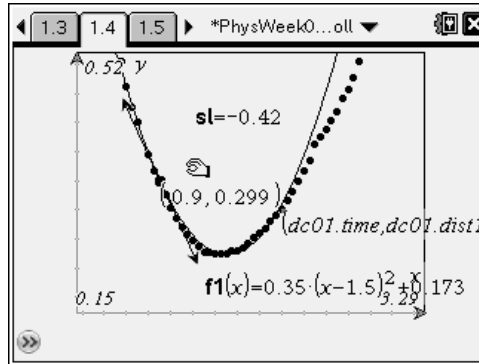 1.3 1.4 1.5 *PhysWeek0...oll
0.52 y
sl=-0.42
(0.9, 0.299)
(dc01.time,dc01.dist1
f1(x)=0.35·(x-1.5)²+0.173
x
0.15 3.29